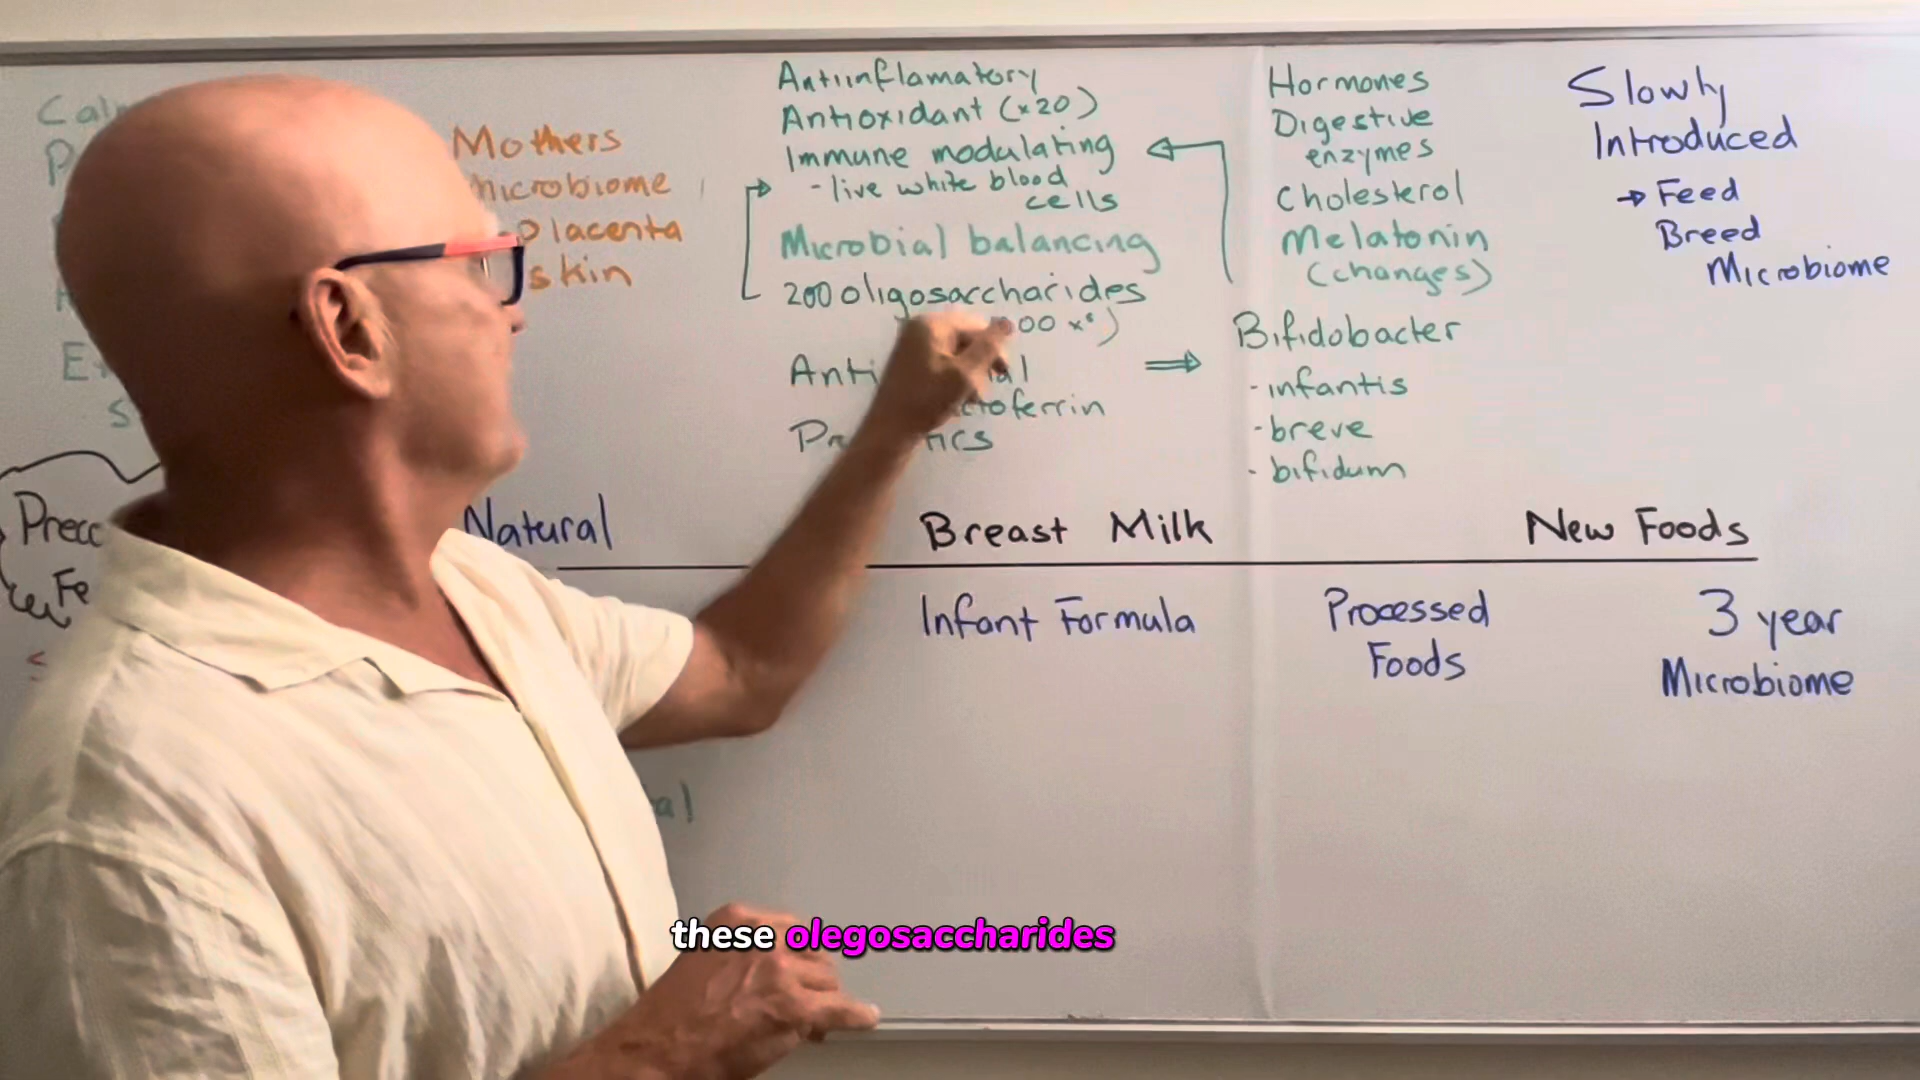 Mothers
Microbiome
Placenta
skin
Natural
Antiinflamatory
Antioxidant (x20)
Immune modulating
- live white blood
cells
Microbial balancing
200 oligosaccharides
Breast Milk
Infant Formula
Hormones
Digestive
enzymes
Cholesterol
Melatonin
(changes)
Bifidobacter
- infantis
- breve
- bifidum
Slowly
Introduced
→ Feed
Breed
Microbiome
New Foods
Processed
Foods
3 year
Microbiome
these olegosaccharides